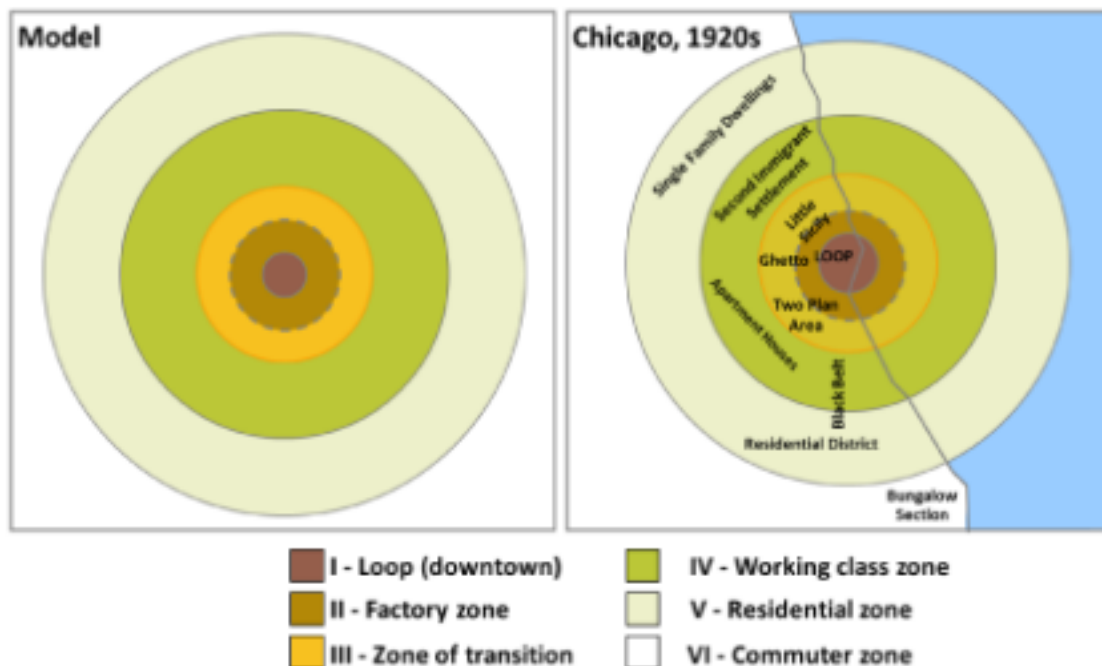 Model
Chicago, 1920s
Single Family Dwellings
Second Immigrant
Settlement
Little
Sicily
Ghetto
LOOP
Two Plan
Area
Apartment Houses
Black Belt
Residential District
Bungalow
Section
I - Loop (downtown)
II - Factory zone
III - Zone of transition
IV - Working class zone
V - Residential zone
VI - Commuter zone